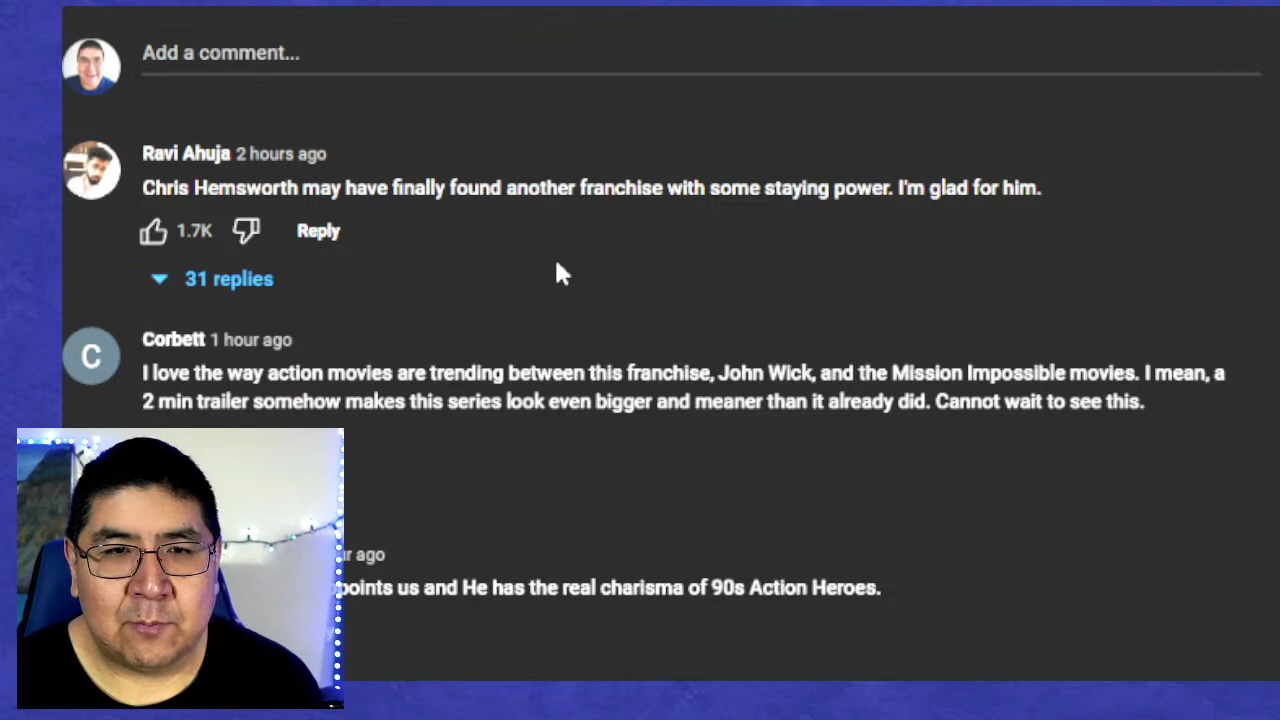 Add a comment...
Ravi Ahuja 2 hours ago
Chris Hemsworth may have finally found another franchise with some staying power. I'm glad for him.
1.7K Reply
31 replies
C
Corbett 1 hour ago
I love the way action movies are trending between this franchise, John Wick, and the Mission Impossible movies. I mean, a
2 min trailer somehow makes this series look even bigger and meaner than it already did. Cannot wait to see this.
ago
us and He has the real charisma of 90s Action Heroes.